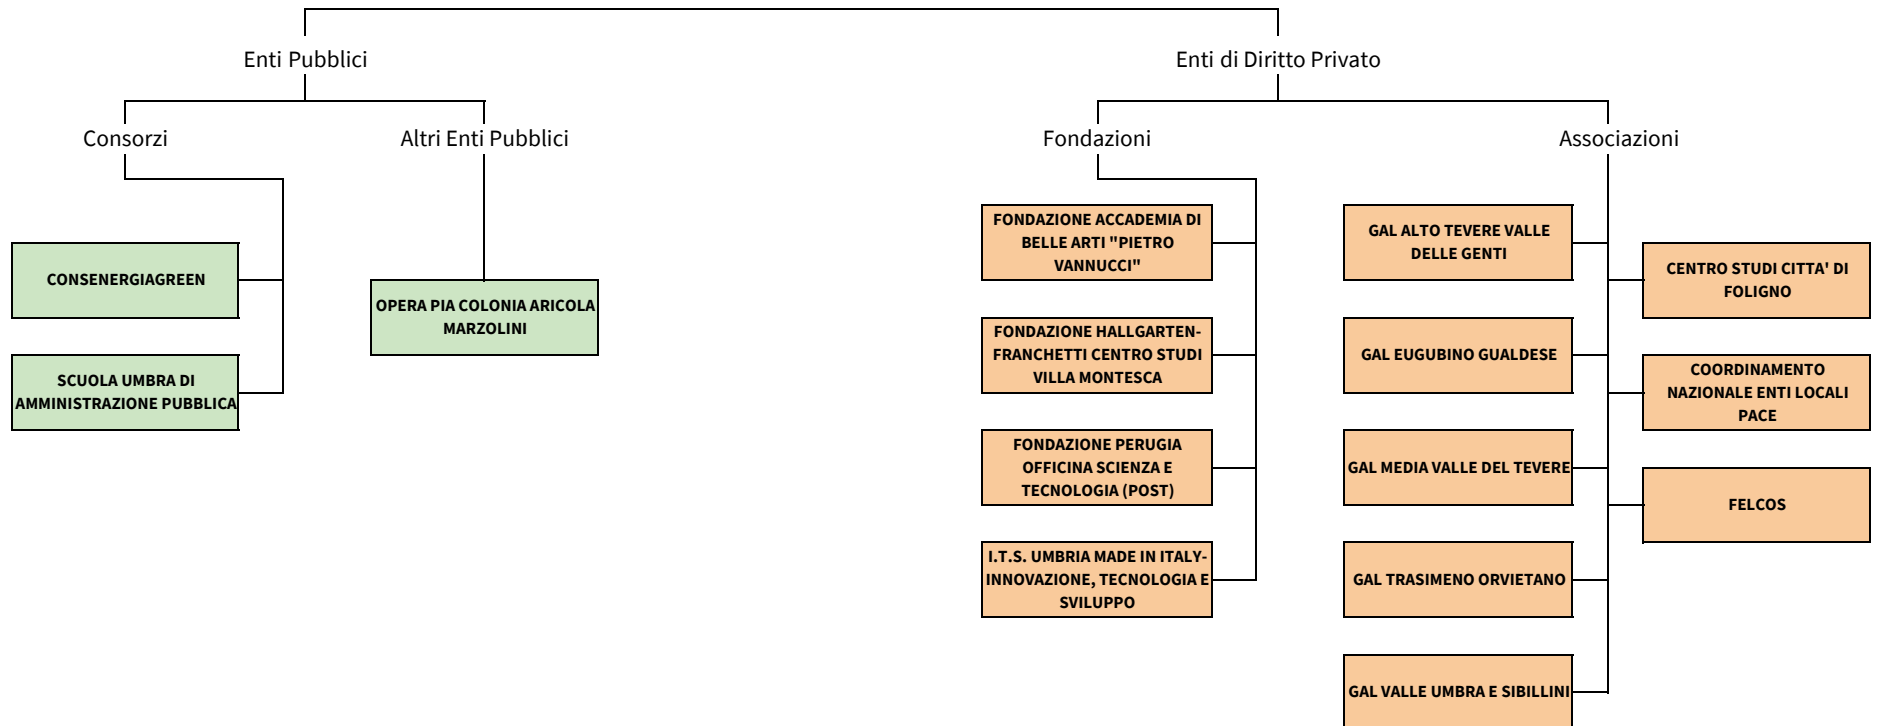 Enti Pubblici
Enti di Diritto Privato
Consorzi
Altri Enti Pubblici
Fondazioni
Associazioni
CONSENERGIAGREEN
SCUOLA UMBRA DI
AMMINISTRAZIONE PUBBLICA
OPERA PIA COLONIA ARICOLA
MARZOLINI
FONDAZIONE ACCADEMIA DI
BELLE ARTI "PIETRO
VANNUCCI"
FONDAZIONE HALLGARTEN-
FRANCHETTI CENTRO STUDI
VILLA MONTESCA
FONDAZIONE PERUGIA
OFFICINA SCIENZA E
TECNOLOGIA (POST)
I.T.S. UMBRIA MADE IN ITALY-
INNOVAZIONE, TECNOLOGIA E
SVILUPPO
GAL ALTO TEVERE VALLE
DELLE GENTI
GAL EUGUBINO GUALDESE
GAL MEDIA VALLE DEL TEVERE
GAL TRASIMENO ORVIETANO
GAL VALLE UMBRA E SIBILLINI
CENTRO STUDI CITTA' DI
FOLIGNO
COORDINAMENTO
NAZIONALE ENTI LOCALI
PACE
FELCOS